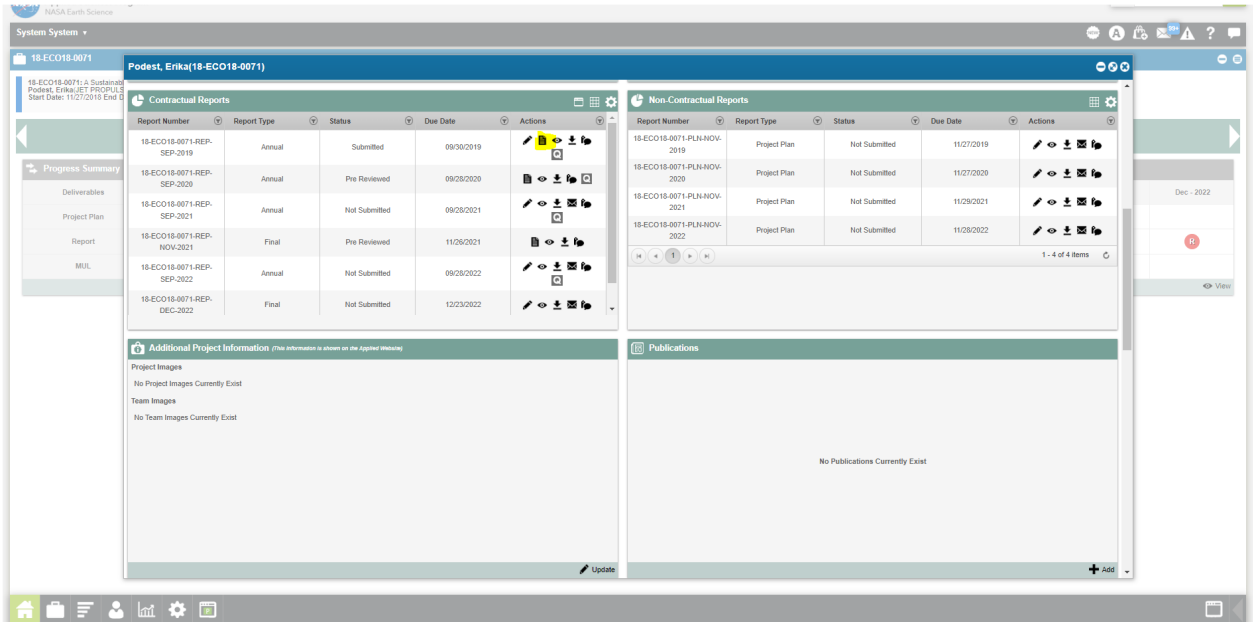 NASA Earth Science
System System
NEW A 99+ ?
18-ECO18-0071
Podest, Erika(18-ECO18-0071)
18-ECO18-0071: A Sustainabl
Podest, Erika(JET PROPULS
Start Date: 11/27/2018 End D
Progress Summary
Deliverables
Project Plan
Report
MUL
Contractual Reports
Report Number Report Type Status Due Date Actions
18-ECO18-0071-REP-
SEP-2019 Annual Submitted 09/30/2019
Q
18-ECO18-0071-REP-
SEP-2020 Annual Pre Reviewed 09/28/2020 Q
18-ECO18-0071-REP-
SEP-2021 Annual Not Submitted 09/28/2021
Q
18-ECO18-0071-REP-
NOV-2021 Final Pre Reviewed 11/26/2021
18-ECO18-0071-REP-
SEP-2022 Annual Not Submitted 09/28/2022
Q
18-ECO18-0071-REP-
DEC-2022 Final Not Submitted 12/23/2022
Non-Contractual Reports
Report Number Report Type Status Due Date Actions
18-ECO18-0071-PLN-NOV-
2019 Project Plan Not Submitted 11/27/2019
18-ECO18-0071-PLN-NOV-
2020 Project Plan Not Submitted 11/27/2020
18-ECO18-0071-PLN-NOV-
2021 Project Plan Not Submitted 11/29/2021
18-ECO18-0071-PLN-NOV-
2022 Project Plan Not Submitted 11/28/2022
1 1 - 4 of 4 items
Dec - 2022
R
View
Additional Project Information (This information is shown on the Applied Website)
Project Images
No Project Images Currently Exist
Team Images
No Team Images Currently Exist
Update
Publications
No Publications Currently Exist
Add